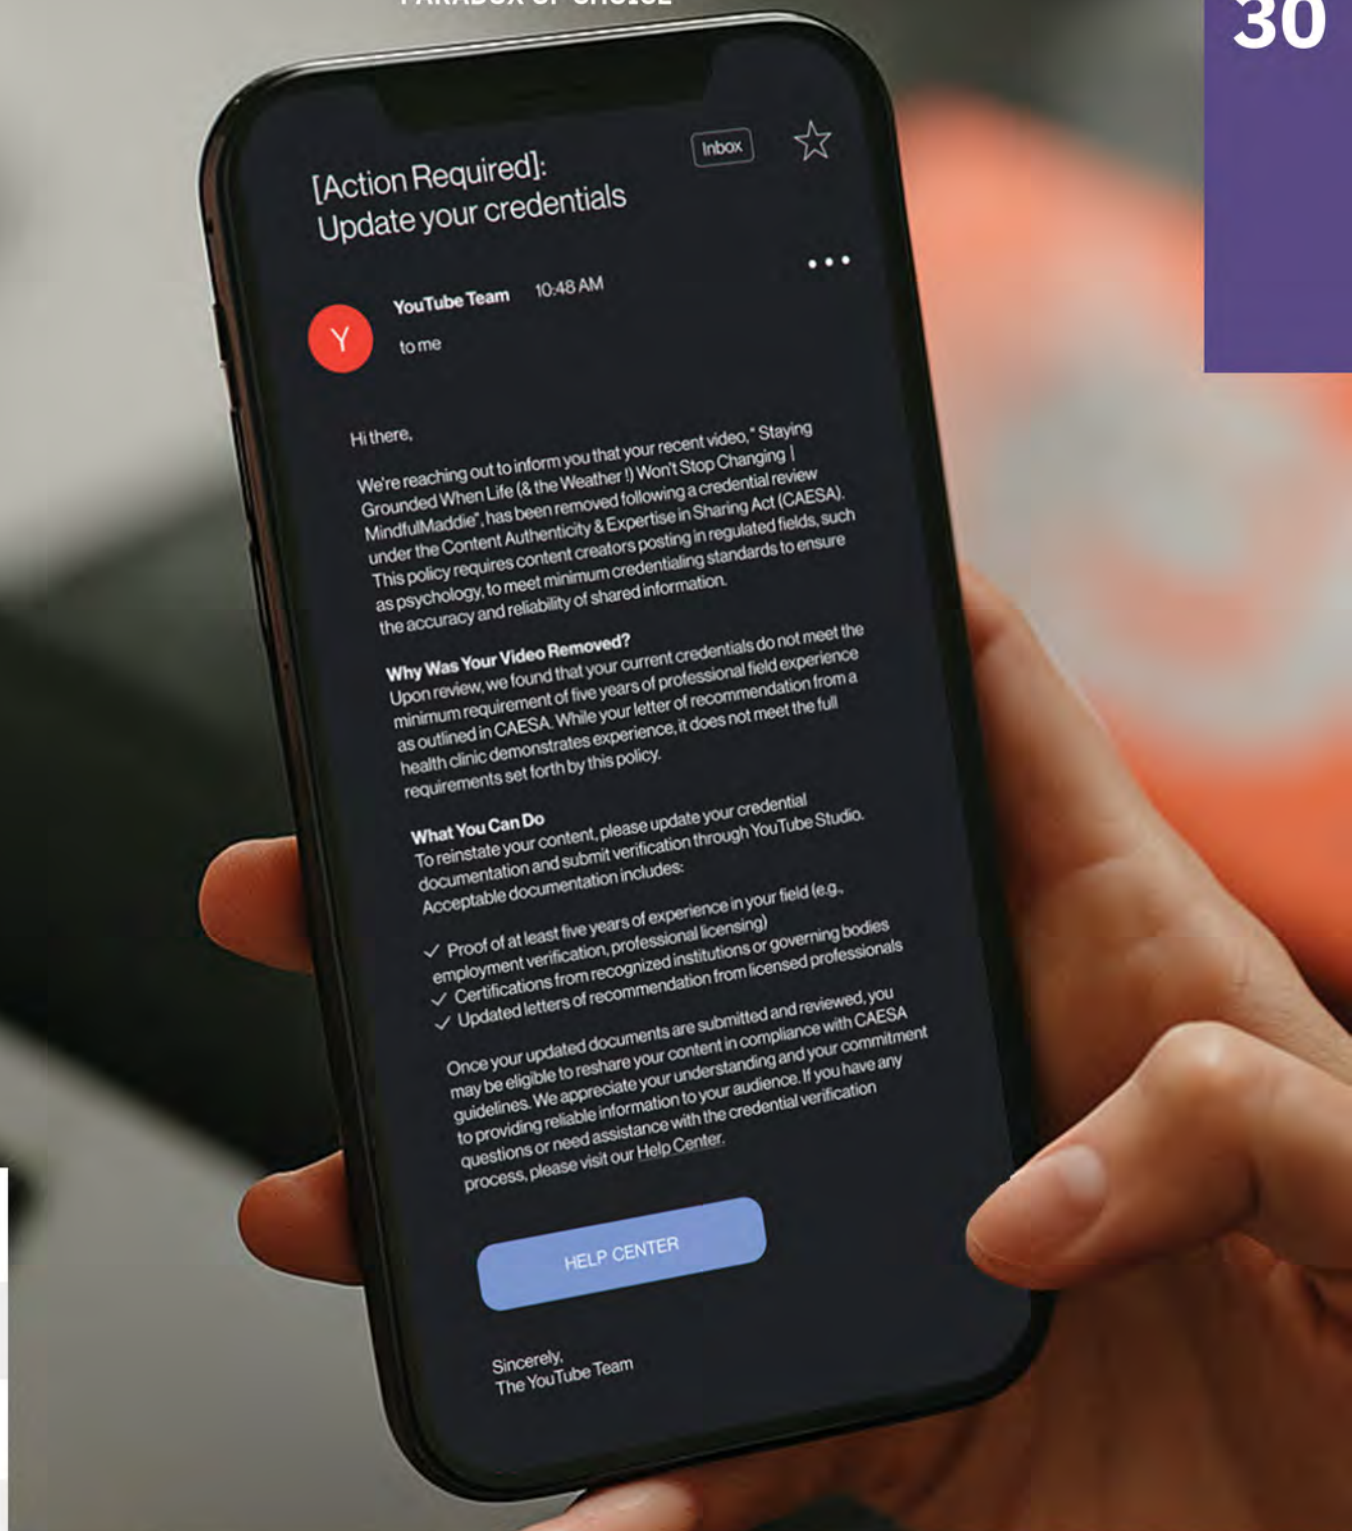 PARADOX OF CHOICE
30
[Action Required]:
Update your credentials
Inbox
YouTube Team 10:48 AM
Y
to me
Hi there,
We're reaching out to inform you that your recent video, " Staying
Grounded When Life (& the Weather !) Won't Stop Changing |
MindfulMaddie", has been removed following a credential review
under the Content Authenticity & Expertise in Sharing Act (CAESA).
This policy requires content creators posting in regulated fields, such
as psychology, to meet minimum credentialing standards to ensure
the accuracy and reliability of shared information.
Why Was Your Video Removed?
Upon review, we found that your current credentials do not meet the
minimum requirement of five years of professional field experience
as outlined in CAESA. While your letter of recommendation from a
health clinic demonstrates experience, it does not meet the full
requirements set forth by this policy.
What You Can Do
To reinstate your content, please update your credential
documentation and submit verification through YouTube Studio.
Acceptable documentation includes:
✓ Proof of at least five years of experience in your field (e.g.,
employment verification, professional licensing)
✓ Certifications from recognized institutions or governing bodies
✓ Updated letters of recommendation from licensed professionals
Once your updated documents are submitted and reviewed, you
may be eligible to reshare your content in compliance with CAESA
guidelines. We appreciate your understanding and your commitment
to providing reliable information to your audience. If you have any
questions or need assistance with the credential verification
process, please visit our Help Center.
HELP CENTER
Sincerely,
The YouTube Team